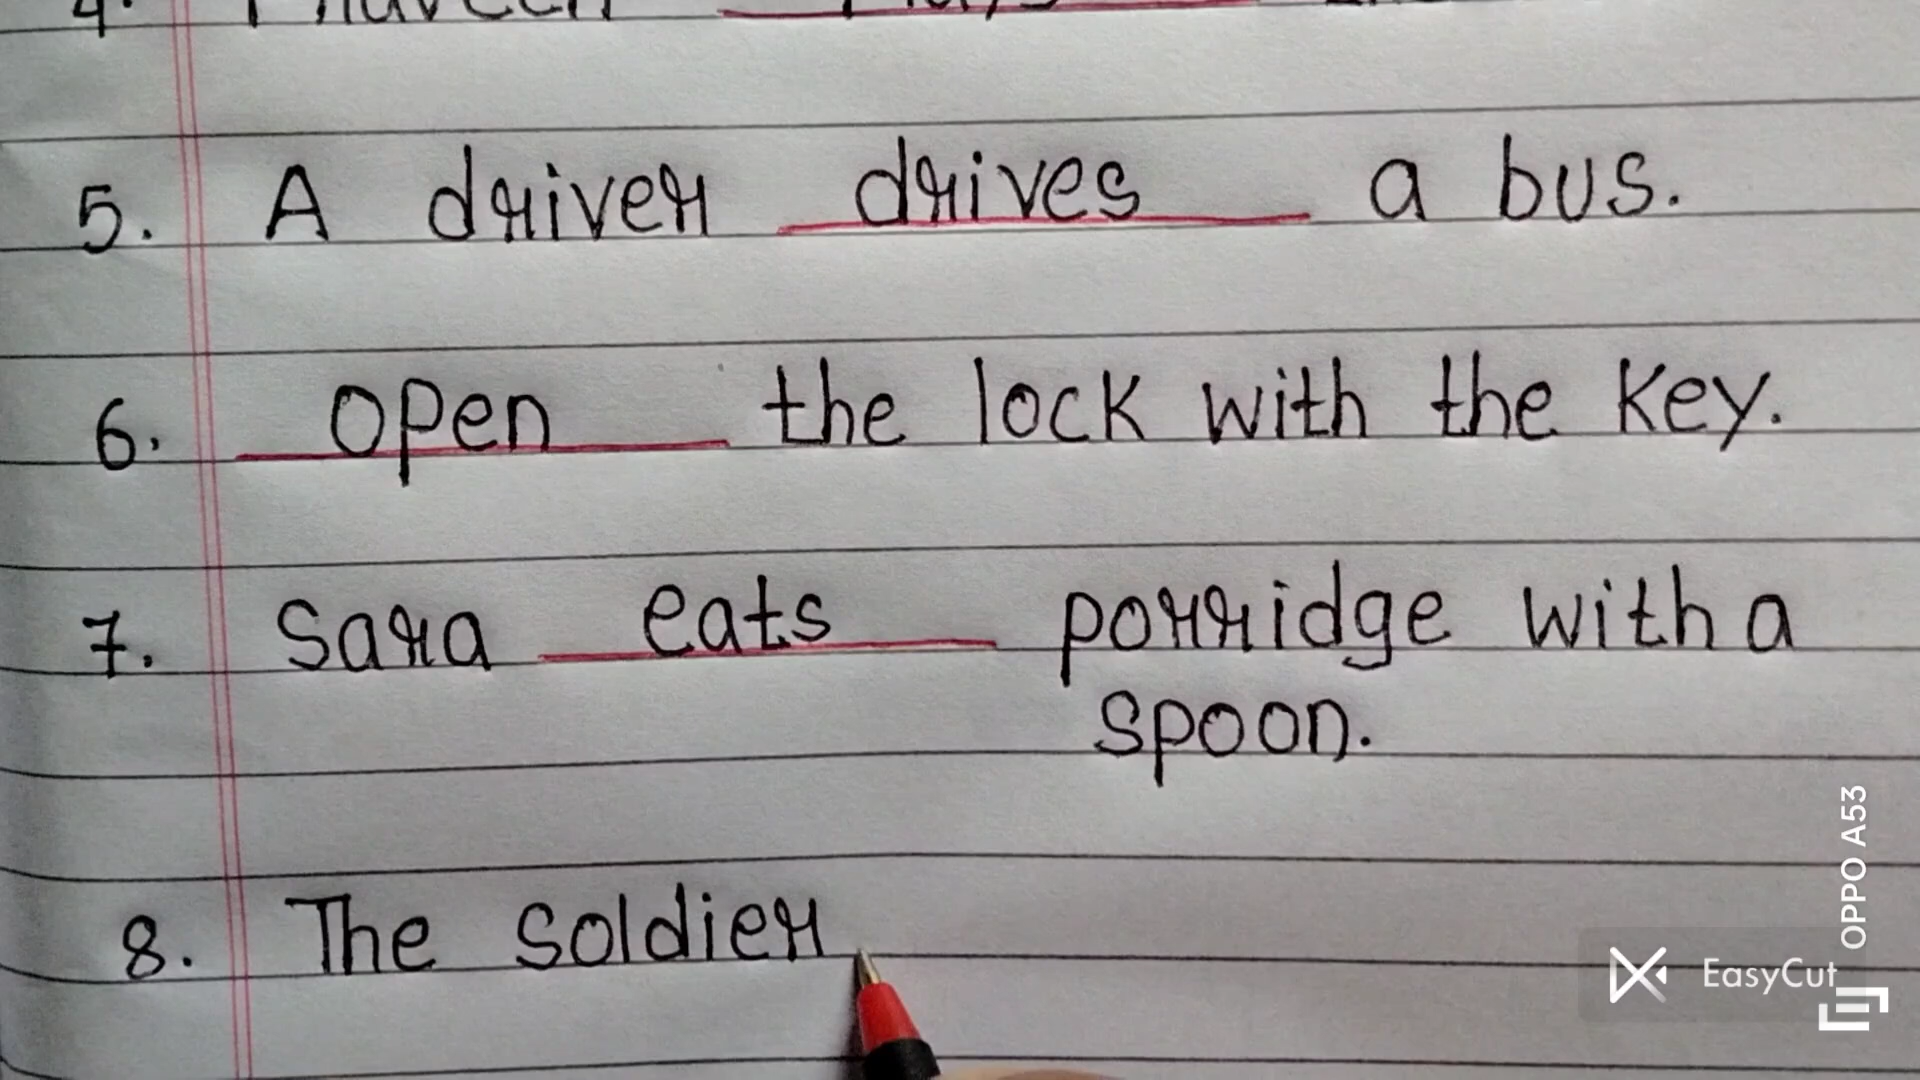 4.
5. A driver drives a bus.
6. open the lock with the key.
7. Sara eats porridge with a
spoon.
8. The soldier
OPPO A53
EasyCut